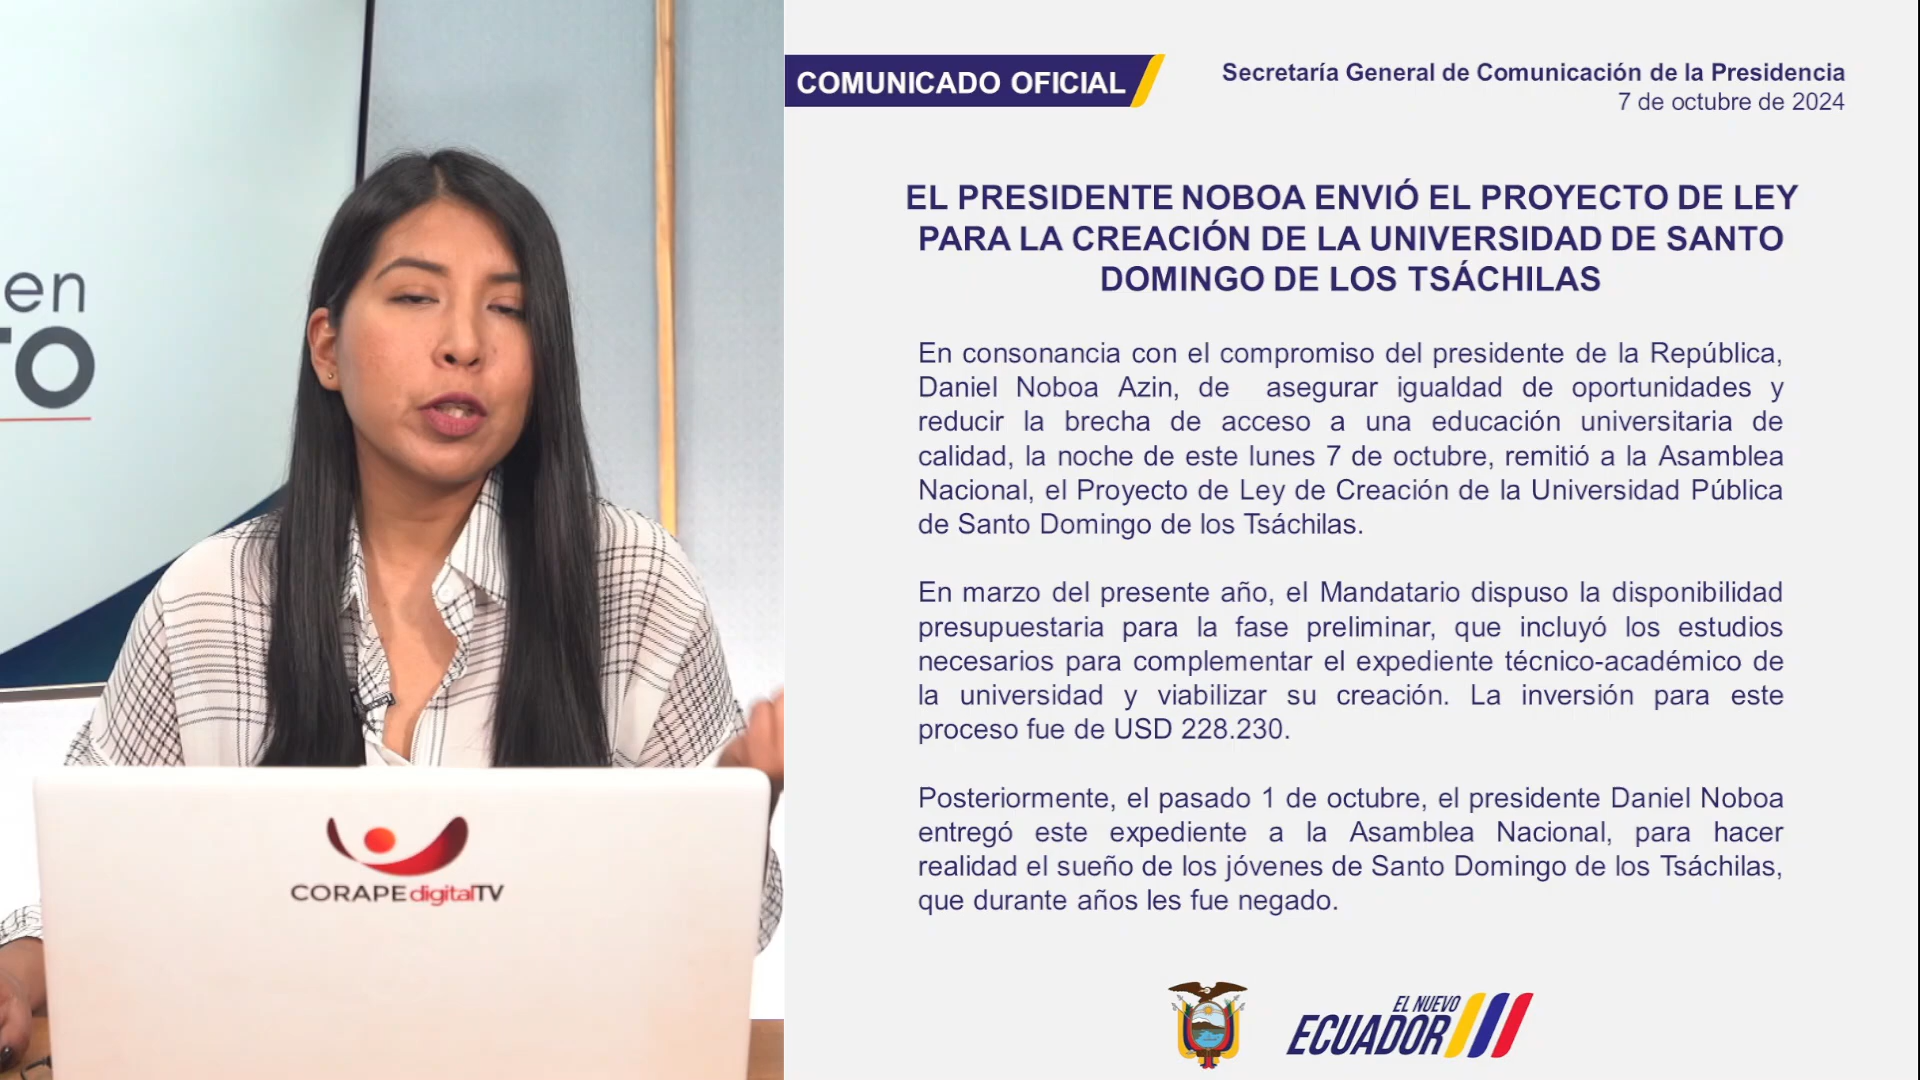 en
TO
CORAPE digitalTV
COMUNICADO OFICIAL
Secretaría General de Comunicación de la Presidencia
7 de octubre de 2024
EL PRESIDENTE NOBOA ENVIÓ EL PROYECTO DE LEY
PARA LA CREACIÓN DE LA UNIVERSIDAD DE SANTO
DOMINGO DE LOS TSÁCHILAS
En consonancia con el compromiso del presidente de la República,
Daniel Noboa Azin, de asegurar igualdad de oportunidades y
reducir la brecha de acceso a una educación universitaria de
calidad, la noche de este lunes 7 de octubre, remitió a la Asamblea
Nacional, el Proyecto de Ley de Creación de la Universidad Pública
de Santo Domingo de los Tsáchilas.
En marzo del presente año, el Mandatario dispuso la disponibilidad
presupuestaria para la fase preliminar, que incluyó los estudios
necesarios para complementar el expediente técnico-académico de
la universidad y viabilizar su creación. La inversión para este
proceso fue de USD 228.230.
Posteriormente, el pasado 1 de octubre, el presidente Daniel Noboa
entregó este expediente a la Asamblea Nacional, para hacer
realidad el sueño de los jóvenes de Santo Domingo de los Tsáchilas,
que durante años les fue negado.
EL NUEVO
ECUADOR